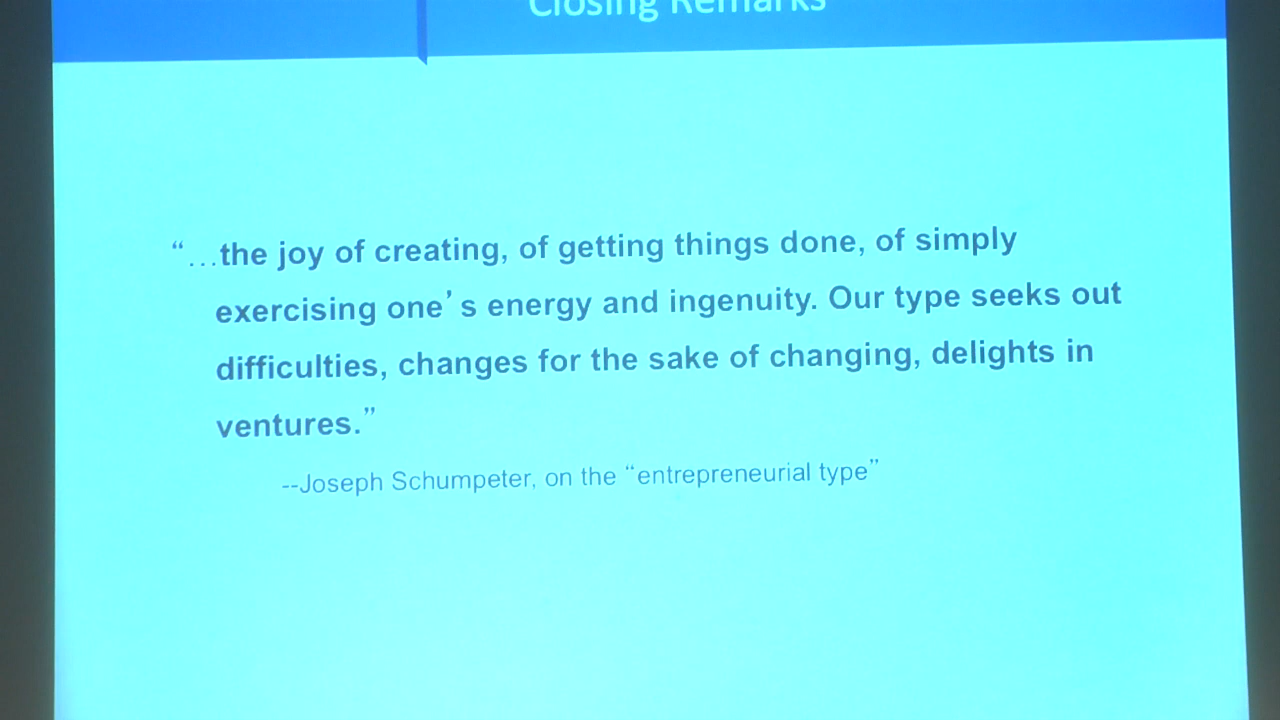 Closing Remarks
“…the joy of creating, of getting things done, of simply
exercising one’s energy and ingenuity. Our type seeks out
difficulties, changes for the sake of changing, delights in
ventures.”
--Joseph Schumpeter, on the “entrepreneurial type”